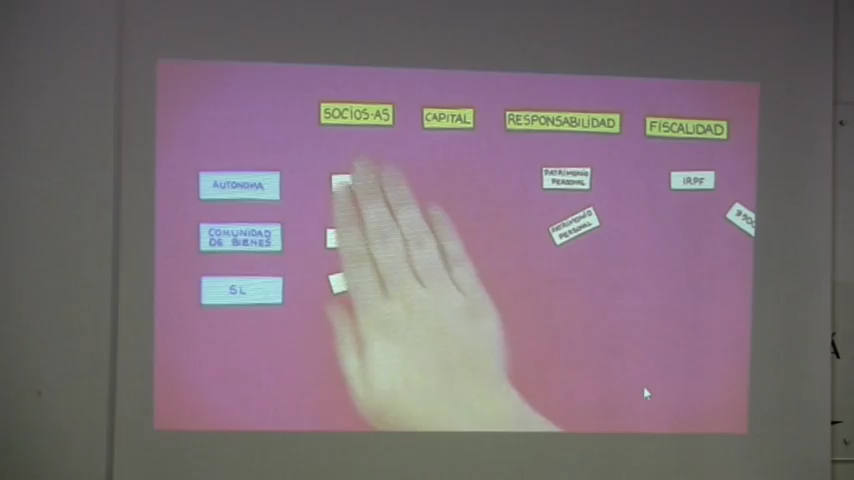 SOCIOS-AS
CAPITAL
RESPONSABILIDAD
FISCALIDAD
AUTONOMA
PATRIMONIO
PERSONAL
IRPF
COMUNIDAD
DE BIENES
PATRIMONIO
PERSONAL
SL